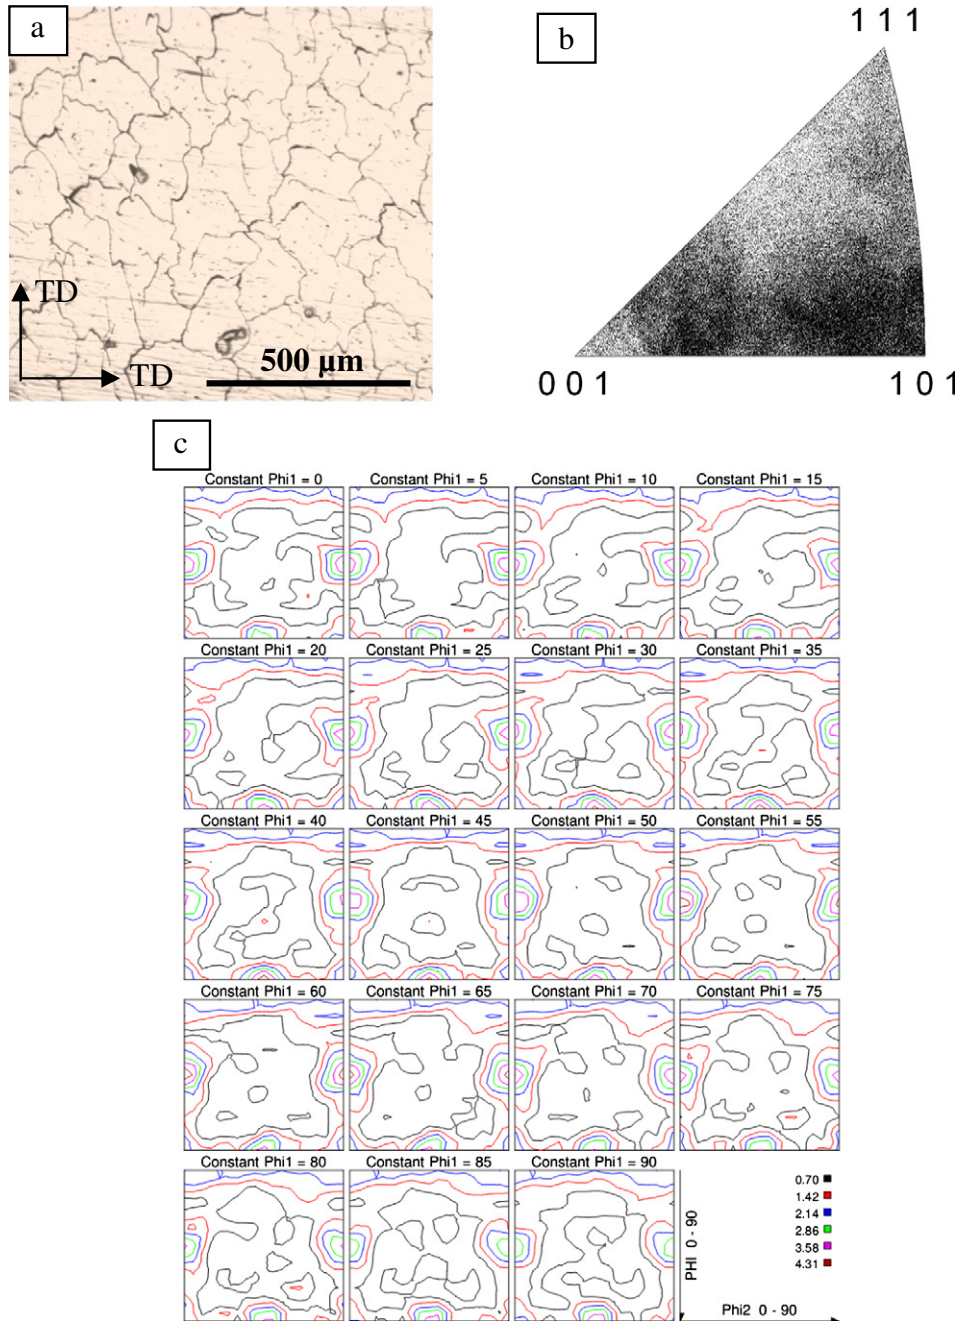 a
b
TD
TD
500 µm
1 1 1
0 0 1
1 0 1
c
Constant Phi1 = 0
Constant Phi1 = 5
Constant Phi1 = 10
Constant Phi1 = 15
Constant Phi1 = 20
Constant Phi1 = 25
Constant Phi1 = 30
Constant Phi1 = 35
Constant Phi1 = 40
Constant Phi1 = 45
Constant Phi1 = 50
Constant Phi1 = 55
Constant Phi1 = 60
Constant Phi1 = 65
Constant Phi1 = 70
Constant Phi1 = 75
Constant Phi1 = 80
Constant Phi1 = 85
Constant Phi1 = 90
PHI 0 - 90
Phi2 0 - 90
0.70
1.42
2.14
2.86
3.58
4.31